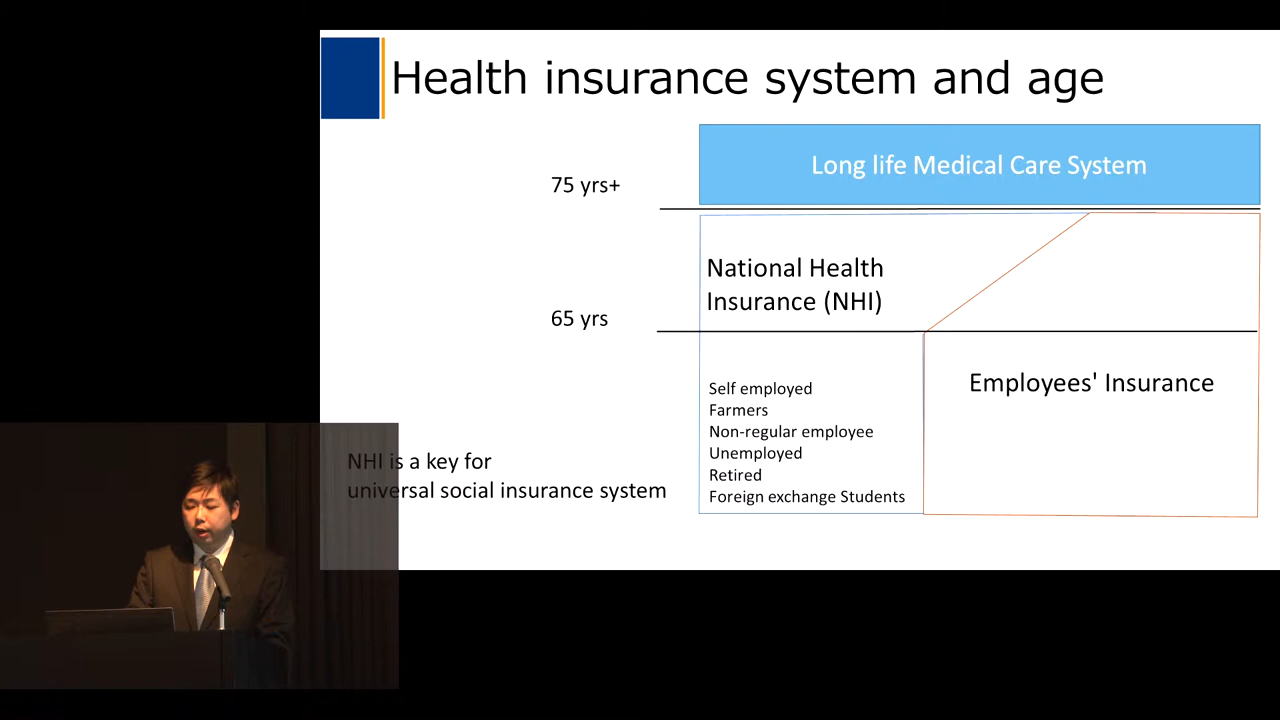 Health insurance system and age
Long life Medical Care System
75 yrs+
National Health
Insurance (NHI)
65 yrs
Employees' Insurance
Self employed
Farmers
Non-regular employee
Unemployed
Retired
Foreign exchange Students
NHI is a key for
universal social insurance system